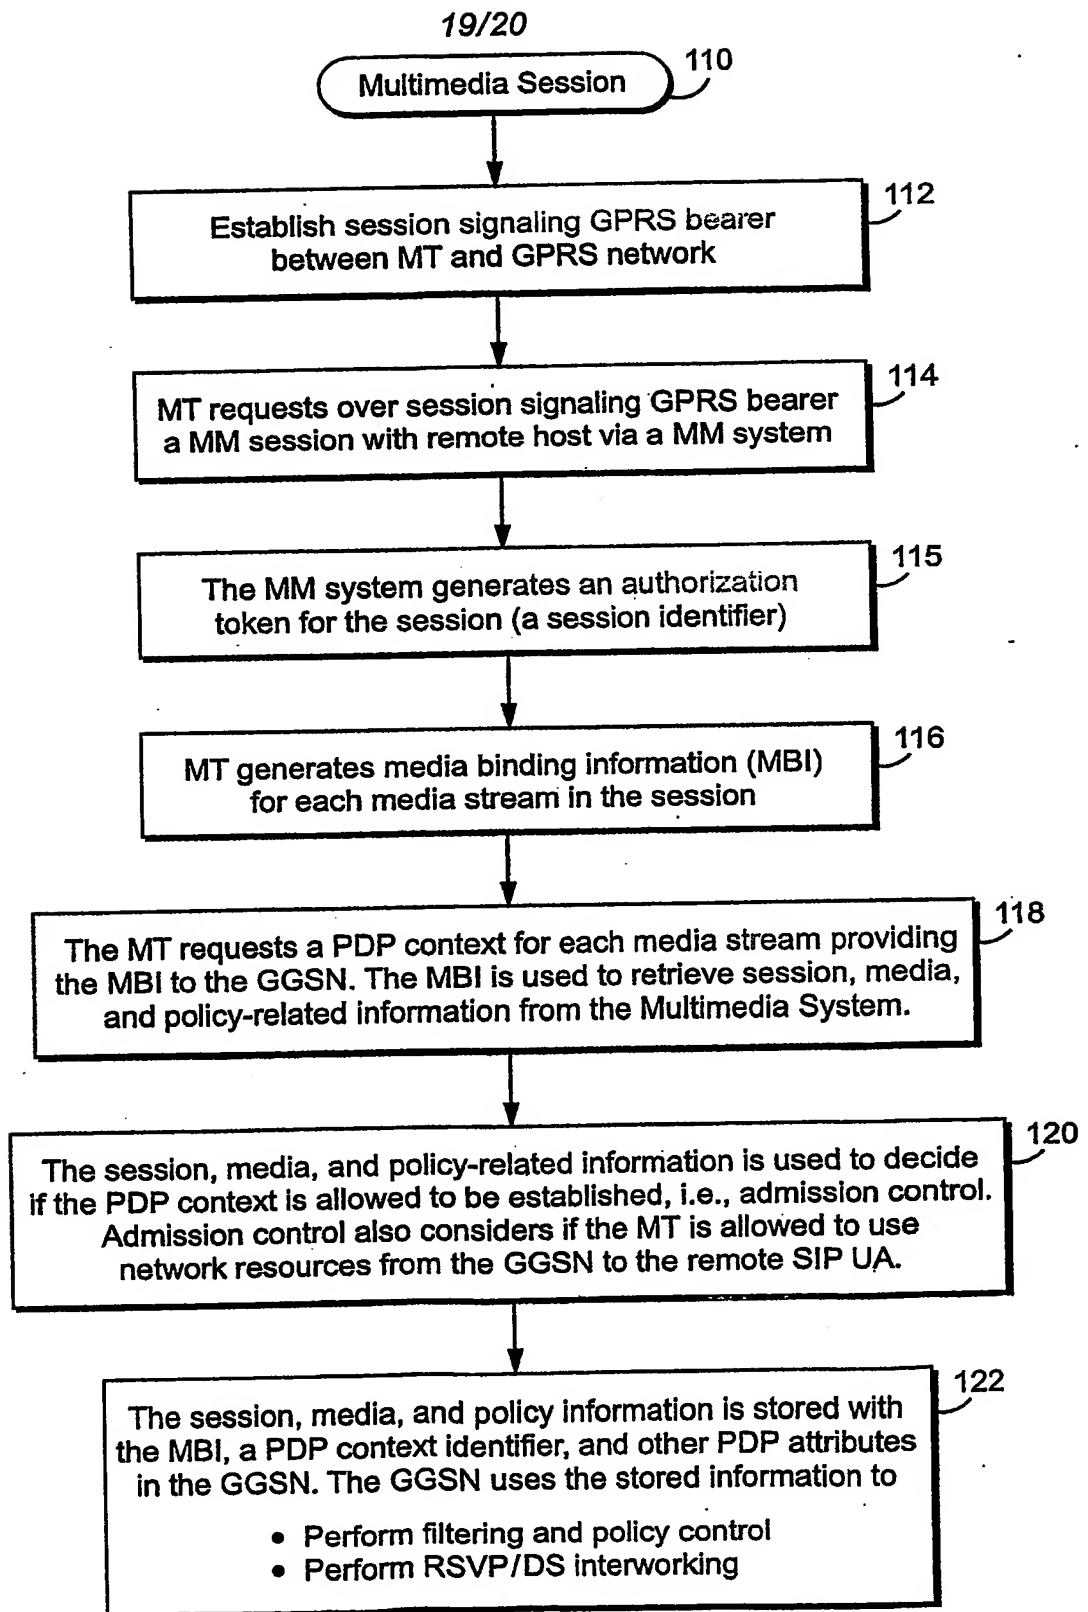 19/20
Multimedia Session
110
112
Establish session signaling GPRS bearer
between MT and GPRS network
114
MT requests over session signaling GPRS bearer
a MM session with remote host via a MM system
115
The MM system generates an authorization
token for the session (a session identifier)
116
MT generates media binding information (MBI)
for each media stream in the session
118
The MT requests a PDP context for each media stream providing
the MBI to the GGSN. The MBI is used to retrieve session, media,
and policy-related information from the Multimedia System.
120
The session, media, and policy-related information is used to decide
if the PDP context is allowed to be established, i.e., admission control.
Admission control also considers if the MT is allowed to use
network resources from the GGSN to the remote SIP UA.
122
The session, media, and policy information is stored with
the MBI, a PDP context identifier, and other PDP attributes
in the GGSN. The GGSN uses the stored information to
• Perform filtering and policy control
• Perform RSVP/DS interworking